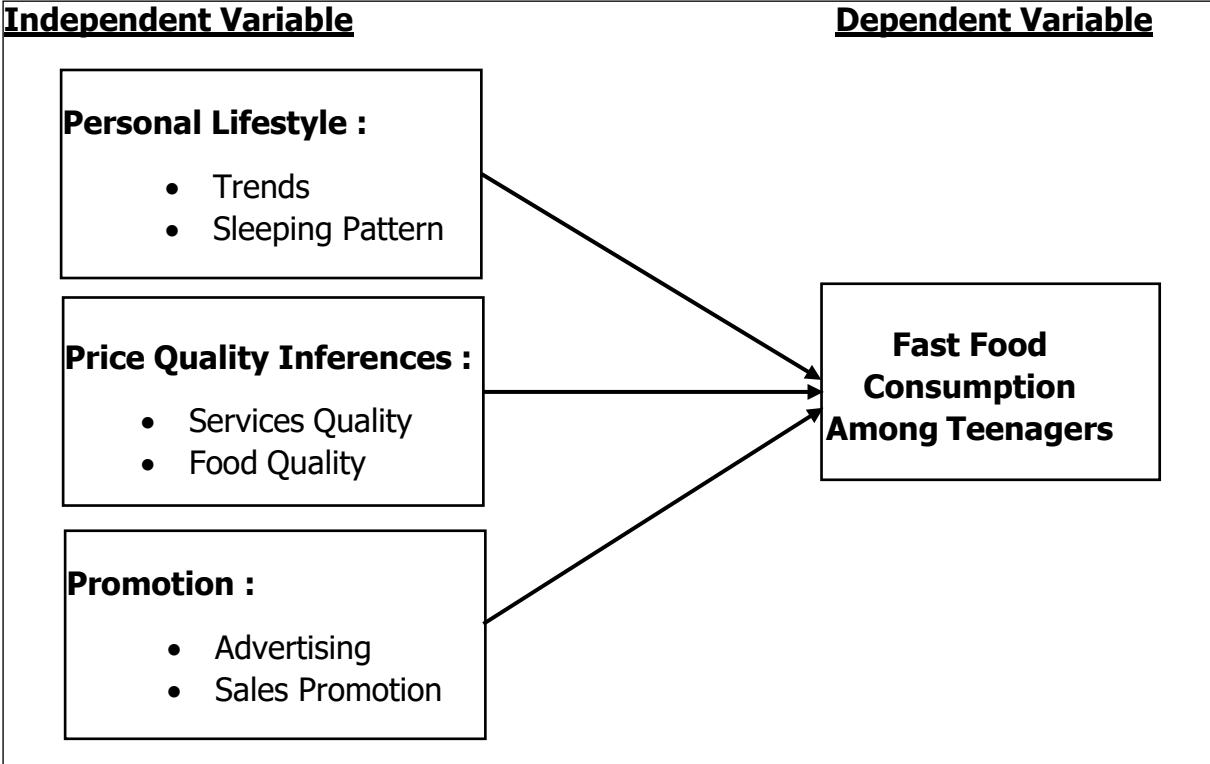 Independent Variable
Dependent Variable
Personal Lifestyle :
• Trends
• Sleeping Pattern
Price Quality Inferences :
• Services Quality
• Food Quality
Promotion :
• Advertising
• Sales Promotion
Fast Food
Consumption
Among Teenagers